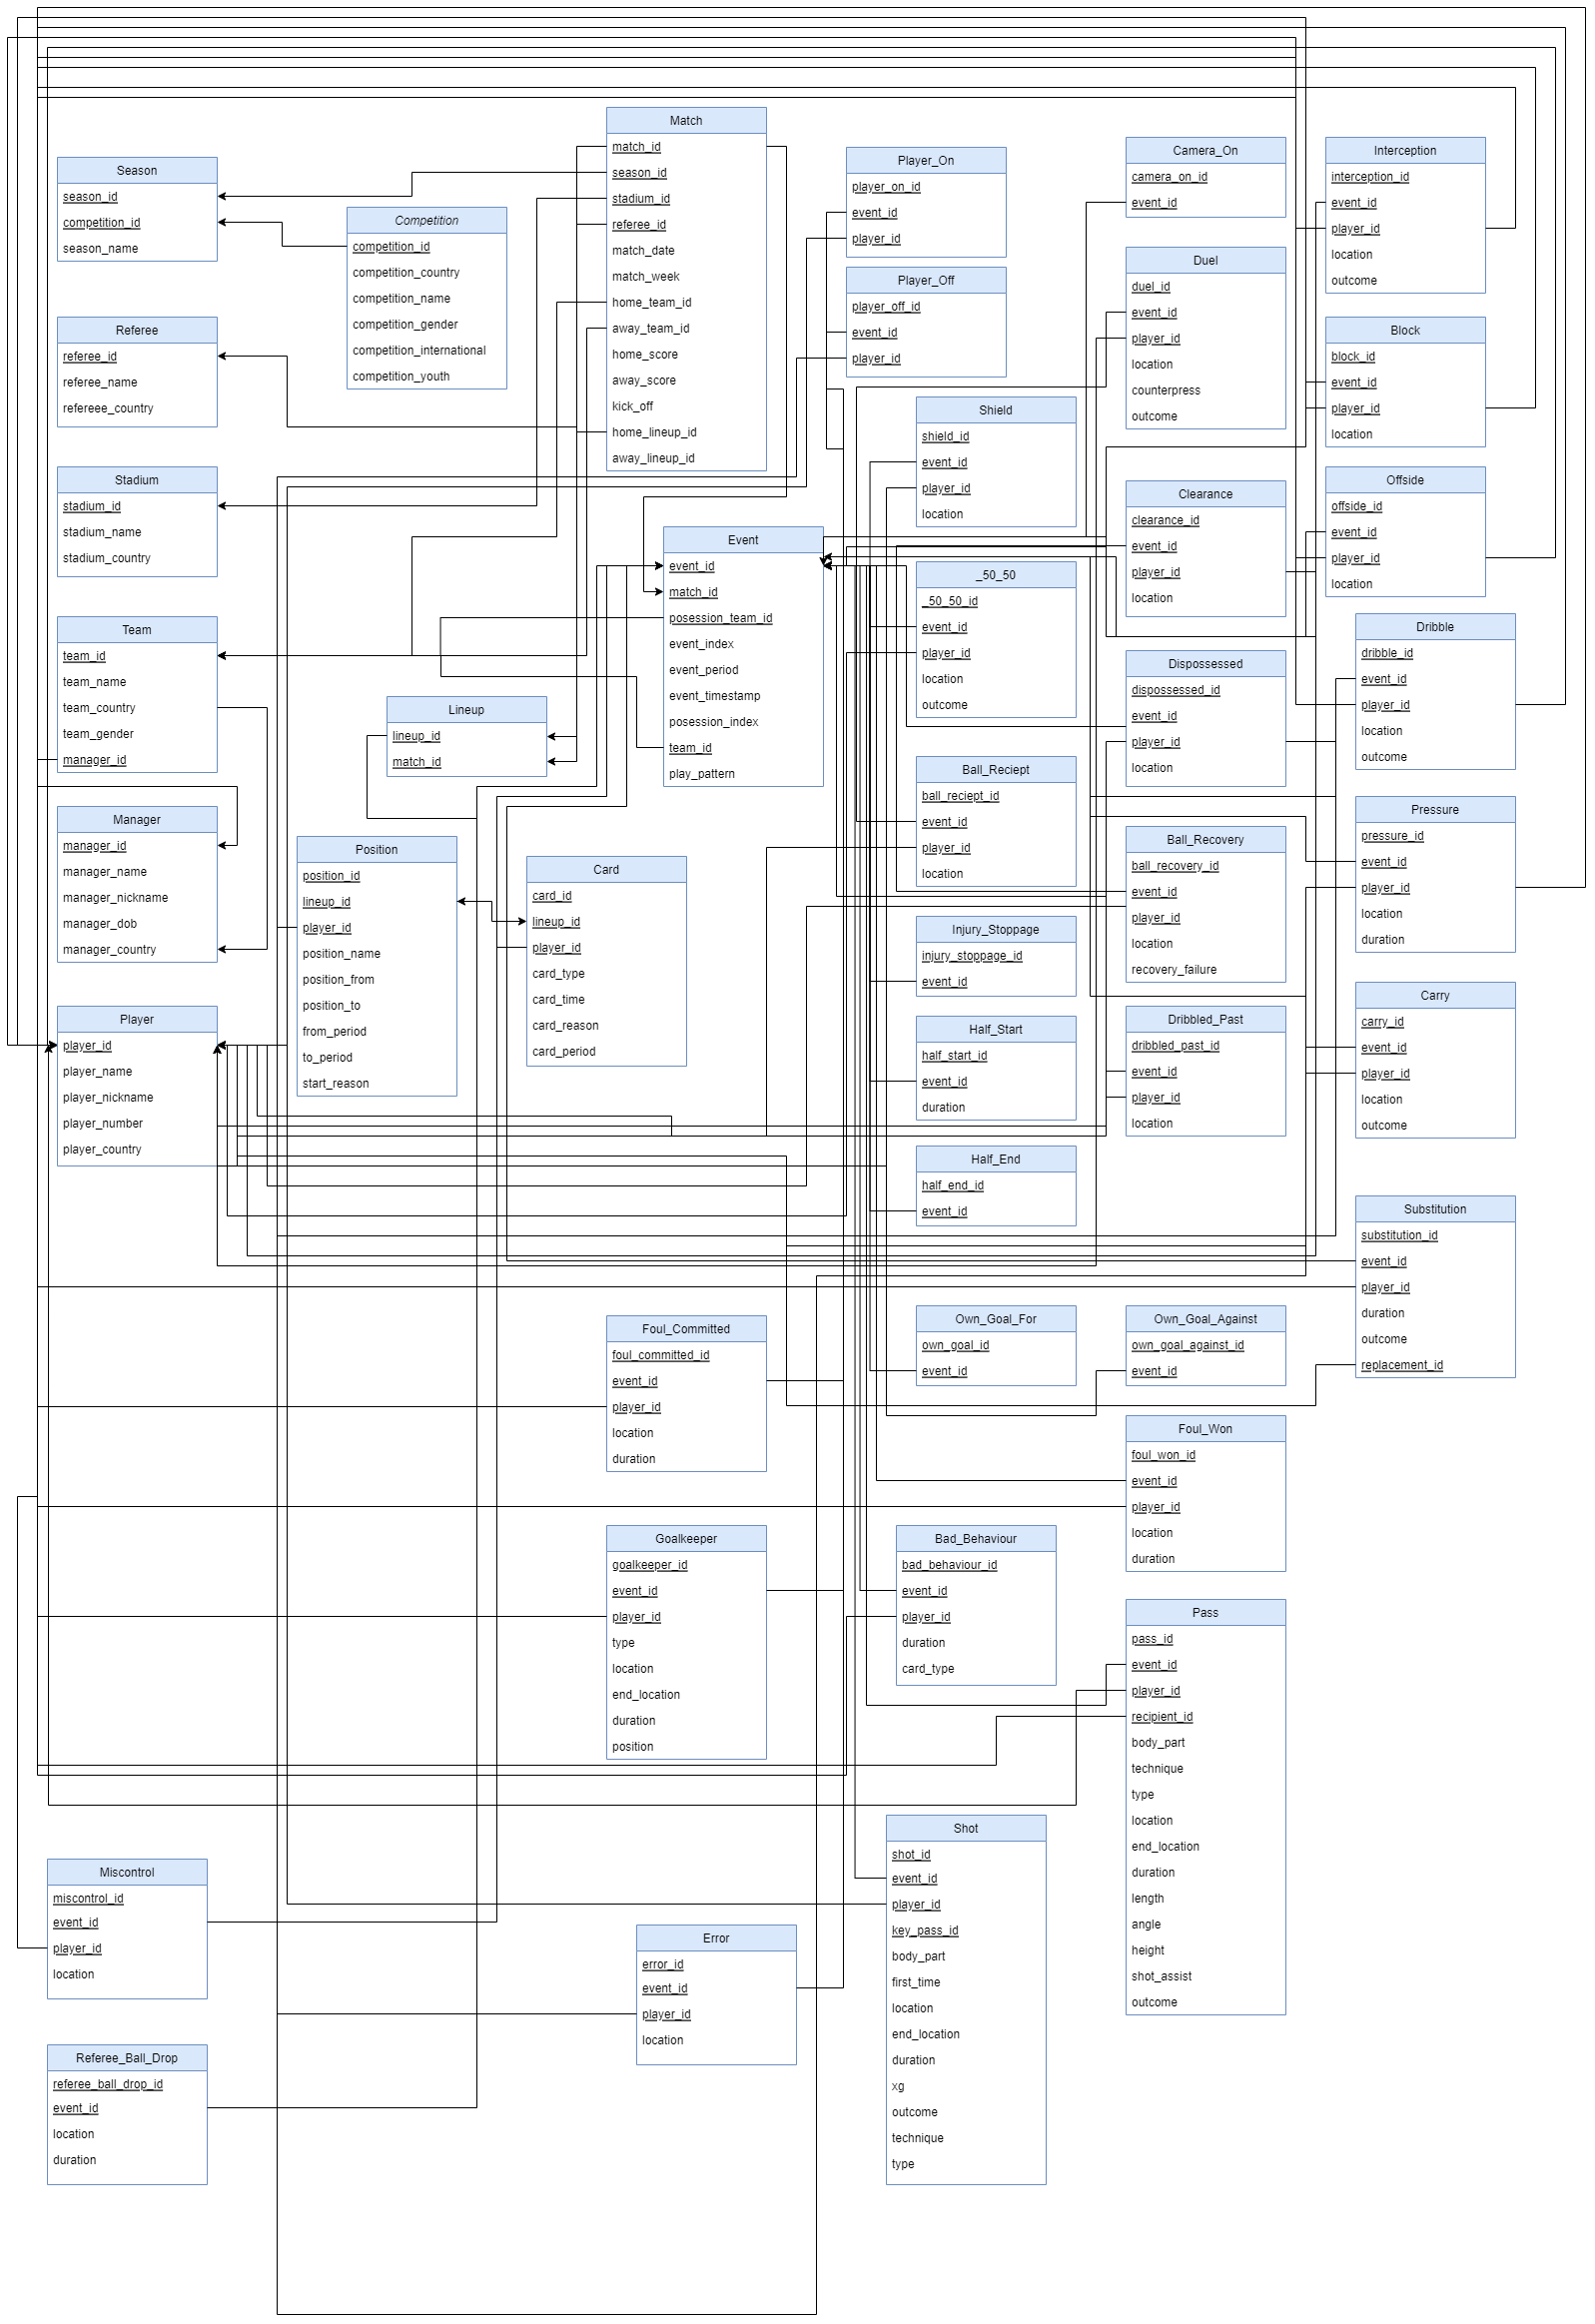 Match
match_id
season_id
stadium_id
referee_id
match_date
match_week
home_team_id
away_team_id
home_score
away_score
kick_off
home_lineup_id
away_lineup_id
Season
season_id
competition_id
season_name
Competition
competition_id
competition_country
competition_name
competition_gender
competition_international
competition_youth
Referee
referee_id
referee_name
refereee_country
Stadium
stadium_id
stadium_name
stadium_country
Team
team_id
team_name
team_country
team_gender
manager_id
Manager
manager_id
manager_name
manager_nickname
manager_dob
manager_country
Player
player_id
player_name
player_nickname
player_number
player_country
Lineup
lineup_id
match_id
Position
position_id
lineup_id
player_id
position_name
position_from
position_to
from_period
to_period
start_reason
Card
card_id
lineup_id
player_id
card_type
card_time
card_reason
card_period
Event
event_id
match_id
posession_team_id
event_index
event_period
event_timestamp
posession_index
team_id
play_pattern
Player_On
player_on_id
event_id
player_id
Player_Off
player_off_id
event_id
player_id
Shield
shield_id
event_id
player_id
location
_50_50
_50_50_id
event_id
player_id
location
outcome
Ball_Reciept
ball_reciept_id
event_id
player_id
location
Injury_Stoppage
injury_stoppage_id
event_id
Half_Start
half_start_id
event_id
duration
Half_End
half_end_id
event_id
Own_Goal_For
own_goal_id
event_id
Camera_On
camera_on_id
event_id
Duel
duel_id
event_id
player_id
location
counterpress
outcome
Clearance
clearance_id
event_id
player_id
location
Dispossessed
dispossessed_id
event_id
player_id
location
Ball_Recovery
ball_recovery_id
event_id
player_id
location
recovery_failure
Dribbled_Past
dribbled_past_id
event_id
player_id
location
Own_Goal_Against
own_goal_against_id
event_id
Interception
interception_id
event_id
player_id
location
outcome
Block
block_id
event_id
player_id
location
Offside
offside_id
event_id
player_id
location
Dribble
dribble_id
event_id
player_id
location
outcome
Pressure
pressure_id
event_id
player_id
location
duration
Carry
carry_id
event_id
player_id
location
outcome
Substitution
substitution_id
event_id
player_id
duration
outcome
replacement_id
Foul_Committed
foul_committed_id
event_id
player_id
location
duration
Foul_Won
foul_won_id
event_id
player_id
location
duration
Goalkeeper
goalkeeper_id
event_id
player_id
type
location
end_location
duration
position
Bad_Behaviour
bad_behaviour_id
event_id
player_id
duration
card_type
Pass
pass_id
event_id
player_id
recipient_id
body_part
technique
type
location
end_location
duration
length
angle
height
shot_assist
outcome
Shot
shot_id
event_id
player_id
key_pass_id
body_part
first_time
location
end_location
duration
xg
outcome
technique
type
Miscontrol
miscontrol_id
event_id
player_id
location
Error
error_id
event_id
player_id
location
Referee_Ball_Drop
referee_ball_drop_id
event_id
location
duration